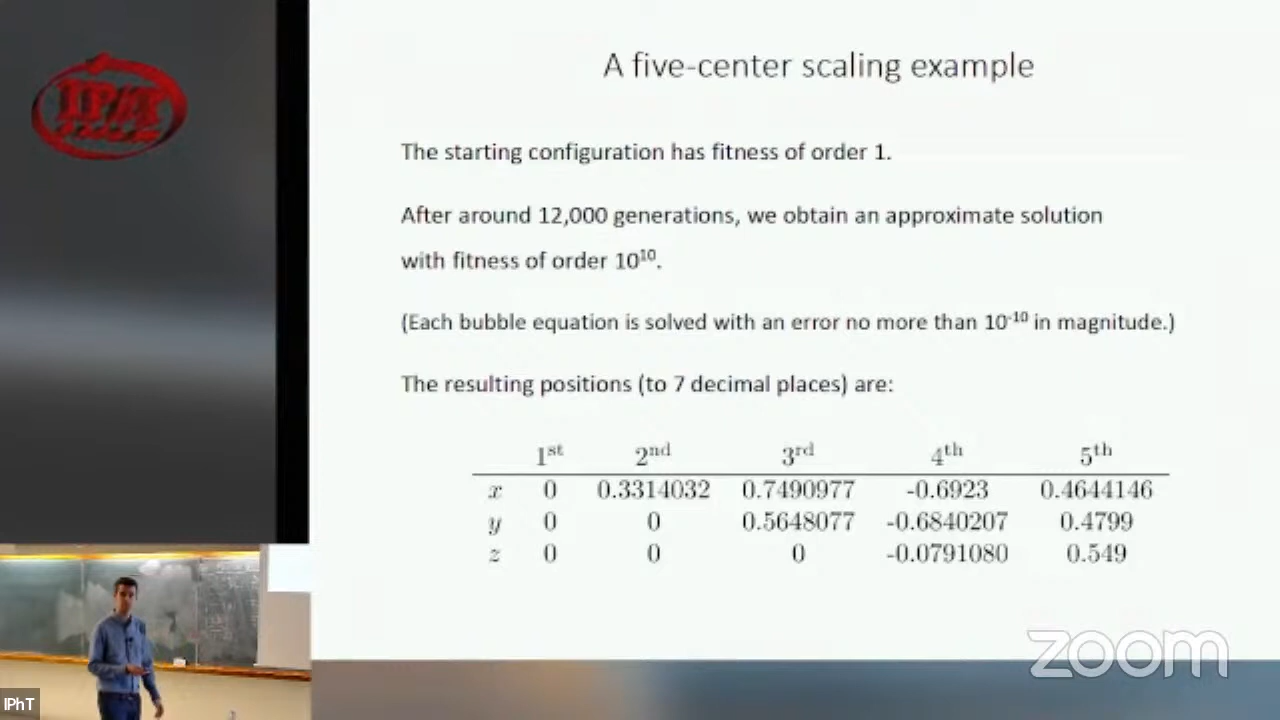 A five-center scaling example
The starting configuration has fitness of order 1.
After around 12,000 generations, we obtain an approximate solution
with fitness of order 10¹⁰.
(Each bubble equation is solved with an error no more than 10⁻¹⁰ in magnitude.)
The resulting positions (to 7 decimal places) are:
1ˢᵗ 2ⁿᵈ 3ʳᵈ 4ᵗʰ 5ᵗʰ
x 0 0.3314032 0.7490977 -0.6923 0.4644146
y 0 0 0.5648077 -0.6840207 0.4799
z 0 0 0 -0.0791080 0.549
zoom
IPhT